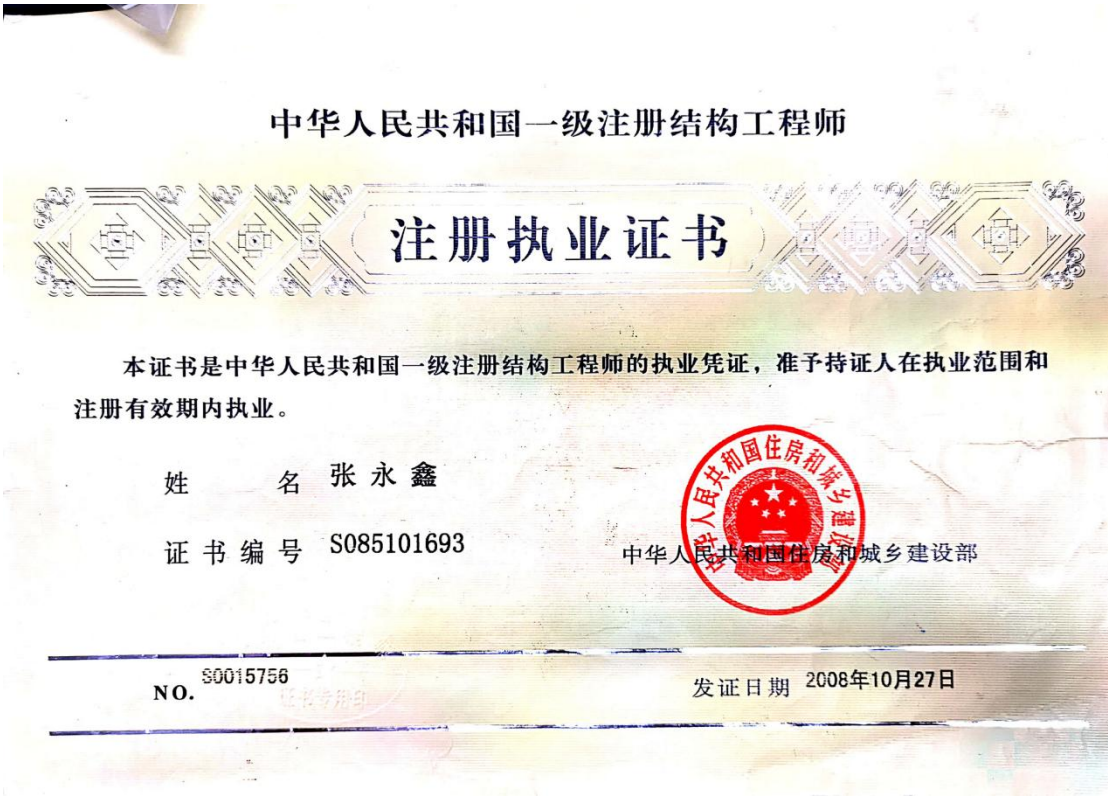 中华人民共和国一级注册结构工程师
注册执业证书
本证书是中华人民共和国一级注册结构工程师的执业凭证，准予持证人在执业范围和
注册有效期内执业。
姓 名 张永鑫
证书编号 S085101693
中华人民共和国住房和城乡建设部
中华人民共和国住房和城乡建设部
NO. S0015756
证书专用印
发证日期 2008年10月27日